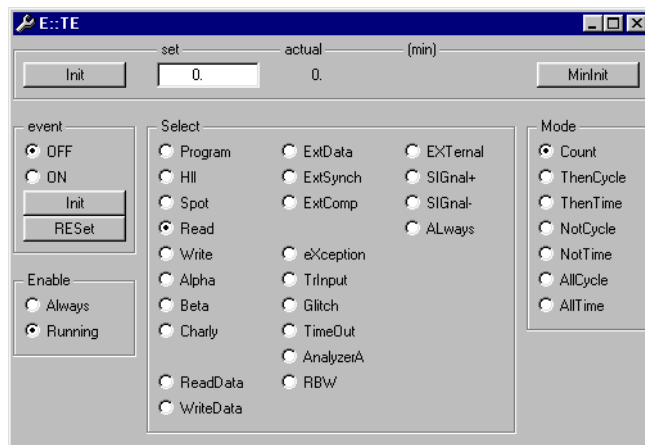 E::TE
set actual (min)
Init 0. 0. MinInit
event Select Mode
OFF Program ExtData EXTernal Count
ON HII ExtSynch SIGnal+ ThenCycle
Init Spot ExtComp SIGnal- ThenTime
RESet Read ALways NotCycle
Write eXception NotTime
Enable Alpha TrInput AllCycle
Always Beta Glitch AllTime
Running Charly TimeOut
AnalyzerA
ReadData RBW
WriteData